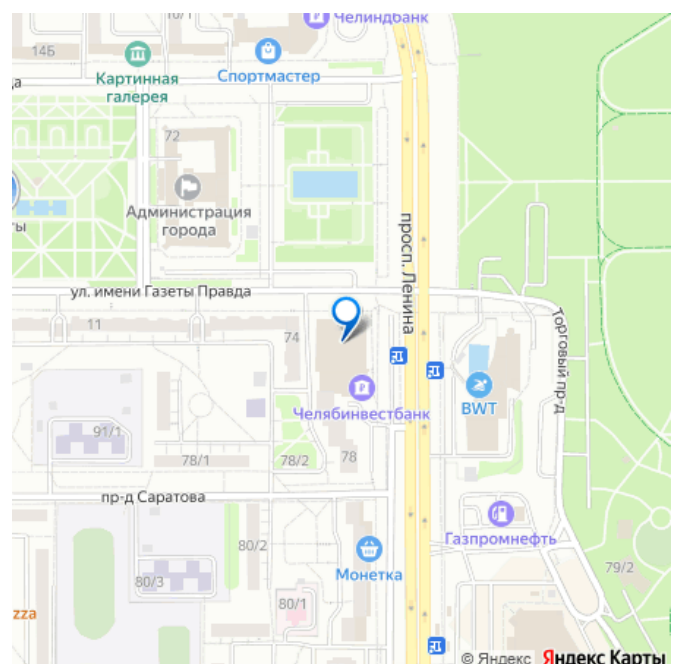 10/1
Челиндбанк
14Б
Картинная
галерея
Спортмастер
да
72
Администрация
города
ты
просп. Ленина
ул. имени Газеты Правда
11
74
Торговый пр-д
Челябинвестбанк
BWT
91/1
78/1
78/2
78
пр-д Саратова
Газпромнефть
80/2
Монетка
80/3
79/2
80/1
zza
© Яндекс Яндекс Карты